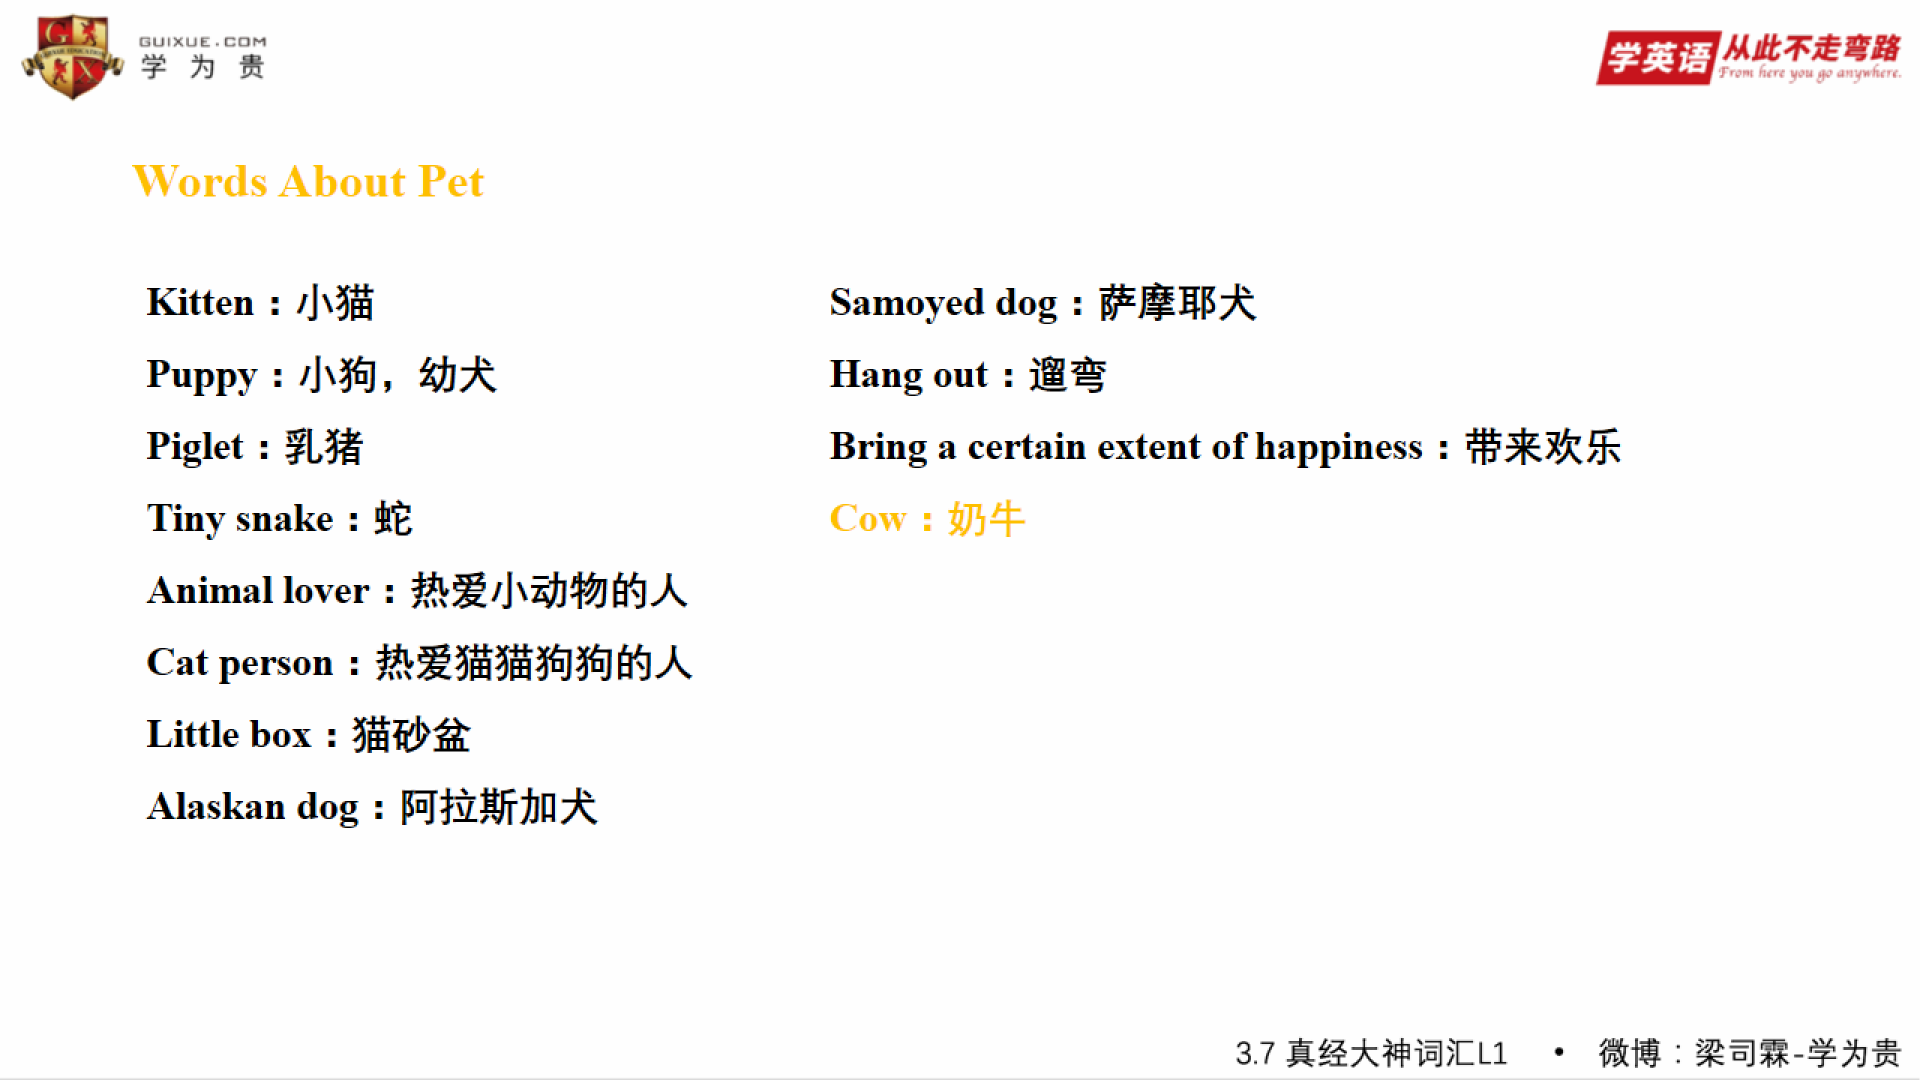 GUIXUE.COM
学为贵
学英语 从此不走弯路
From here you go anywhere.
Words About Pet
Kitten：小猫
Puppy：小狗，幼犬
Piglet：乳猪
Tiny snake：蛇
Animal lover：热爱小动物的人
Cat person：热爱猫猫狗狗的人
Little box：猫砂盆
Alaskan dog：阿拉斯加犬
Samoyed dog：萨摩耶犬
Hang out：遛弯
Bring a certain extent of happiness：带来欢乐
Cow：奶牛
3.7 真经大神词汇L1 • 微博：梁司霖-学为贵